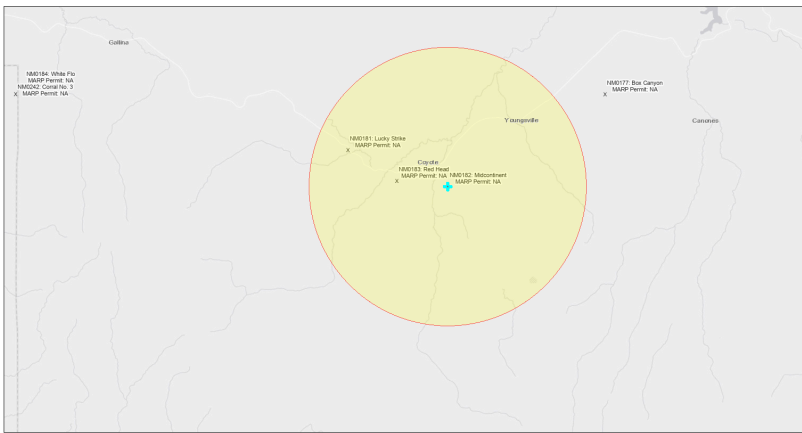 Gallina
NM0184: White Flo
MARP Permit: NA
NM0242: Corral No. 3
MARP Permit: NA
X
NM0177: Box Canyon
MARP Permit: NA
X
Youngsville
Canones
NM0181: Lucky Strike
MARP Permit: NA
X
Coyote
NM0183: Red Head
MARP Permit: NA
X
NM0182: Midcontinent
MARP Permit: NA